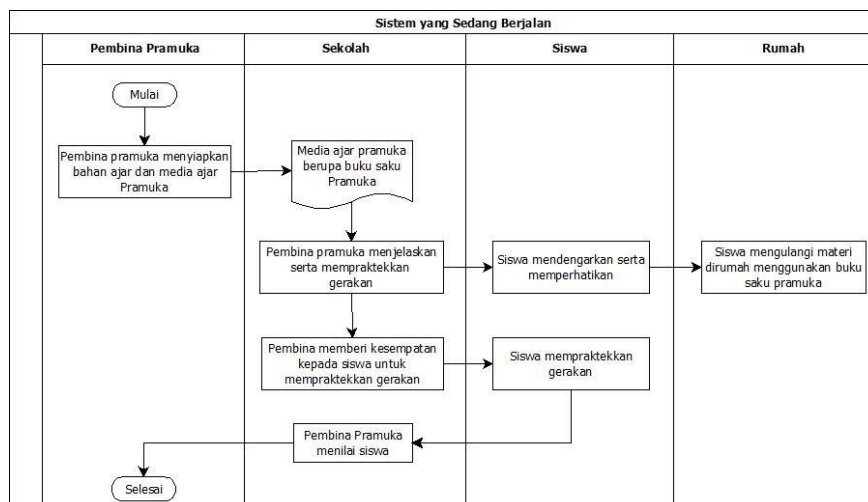 Sistem yang Sedang Berjalan
Pembina Pramuka
Sekolah
Siswa
Rumah
Mulai
Pembina pramuka menyiapkan
bahan ajar dan media ajar
Pramuka
Media ajar pramuka
berupa buku saku
Pramuka
Pembina pramuka menjelaskan
serta mempraktekkan
gerakan
Siswa mendengarkan serta
memperhatikan
Siswa mengulangi materi
dirumah menggunakan buku
saku pramuka
Pembina memberi kesempatan
kepada siswa untuk
mempraktekkan gerakan
Siswa mempraktekkan
gerakan
Pembina Pramuka
menilai siswa
Selesai